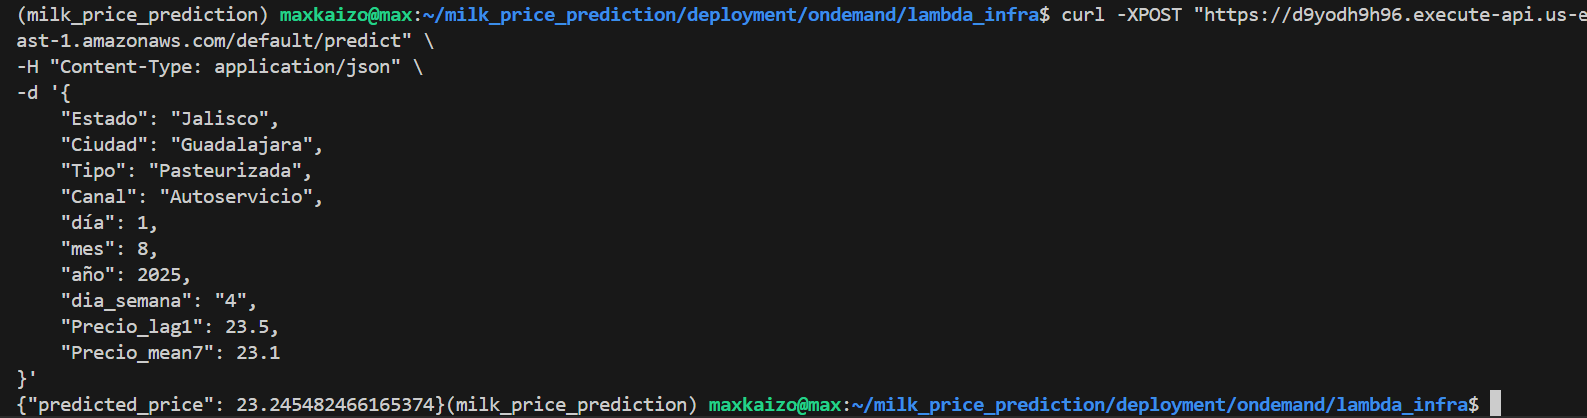 (milk_price_prediction) maxkaizo@max:~/milk_price_prediction/deployment/ondemand/lambda_infra$ curl -XPOST "https://d9yodh9h96.execute-api.us-e
ast-1.amazonaws.com/default/predict" \
-H "Content-Type: application/json" \
-d '{
    "Estado": "Jalisco",
    "Ciudad": "Guadalajara",
    "Tipo": "Pasteurizada",
    "Canal": "Autoservicio",
    "día": 1,
    "mes": 8,
    "año": 2025,
    "dia_semana": "4",
    "Precio_lag1": 23.5,
    "Precio_mean7": 23.1
}'
{"predicted_price": 23.245482466165374}(milk_price_prediction) maxkaizo@max:~/milk_price_prediction/deployment/ondemand/lambda_infra$